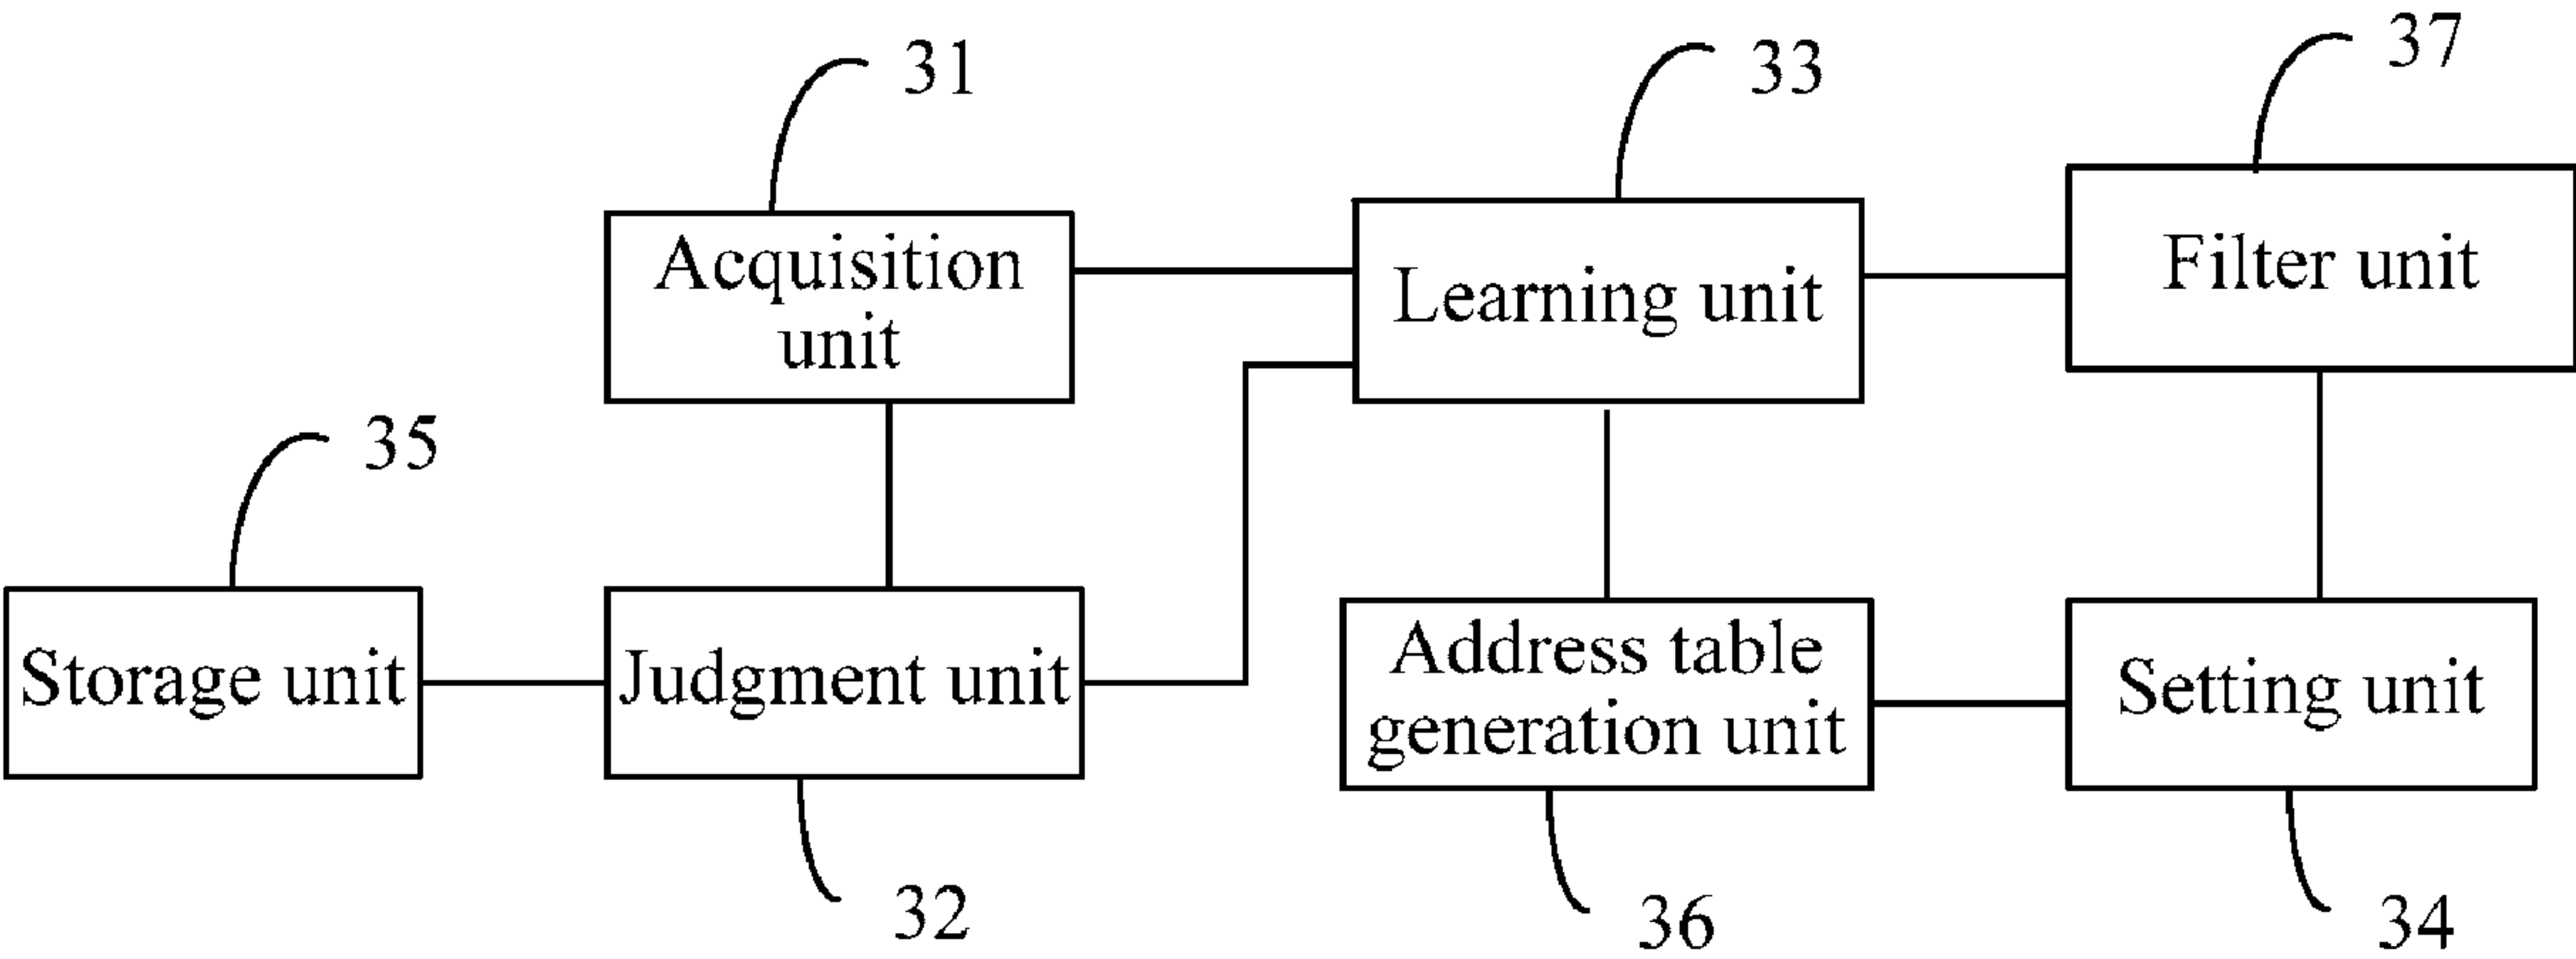 31
33
37
Acquisition
unit
Learning unit
Filter unit
35
Storage unit
Judgment unit
Address table
generation unit
Setting unit
32
36
34